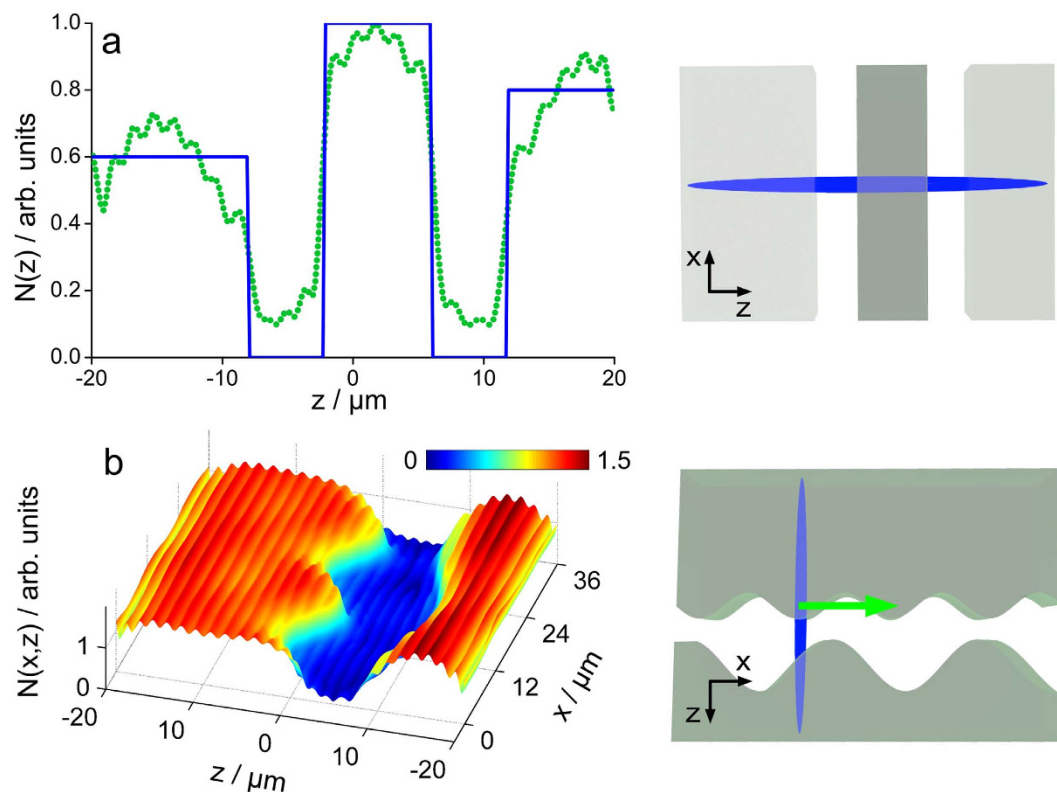 a
1.0
0.8
0.6
0.4
0.2
0.0
N(z) / arb. units
-20 -10 0 10 20
z / µm
x
z
b
0 1.5
N(x,z) / arb. units
1
0
-20 10 0 10 -20
z / µm
0 12 24 36
x / µm
x
z